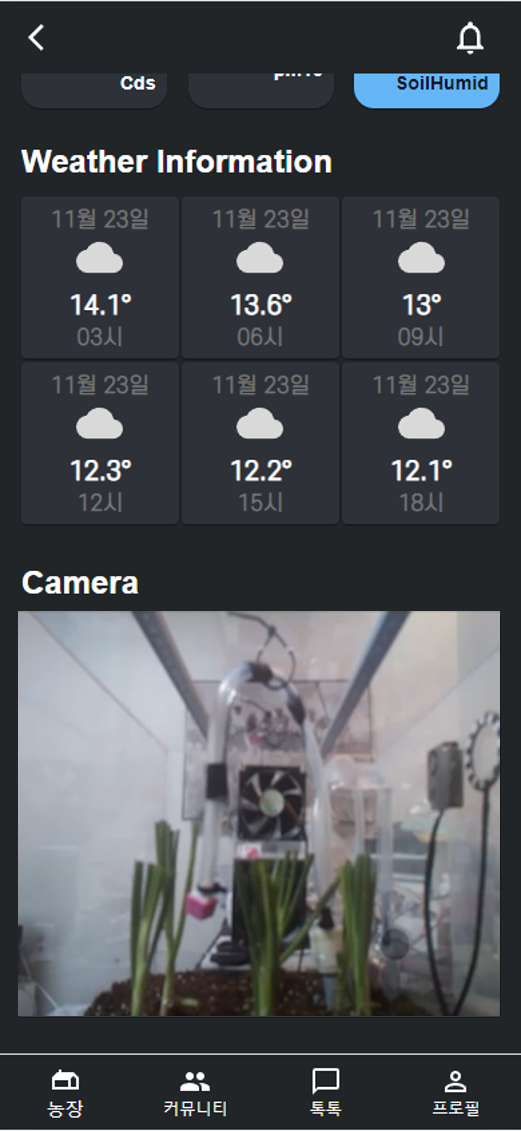 Cds
SoilHumid
Weather Information
11월 23일
14.1°
03시
11월 23일
13.6°
06시
11월 23일
13°
09시
11월 23일
12.3°
12시
11월 23일
12.2°
15시
11월 23일
12.1°
18시
Camera
농장
커뮤니티
톡톡
프로필